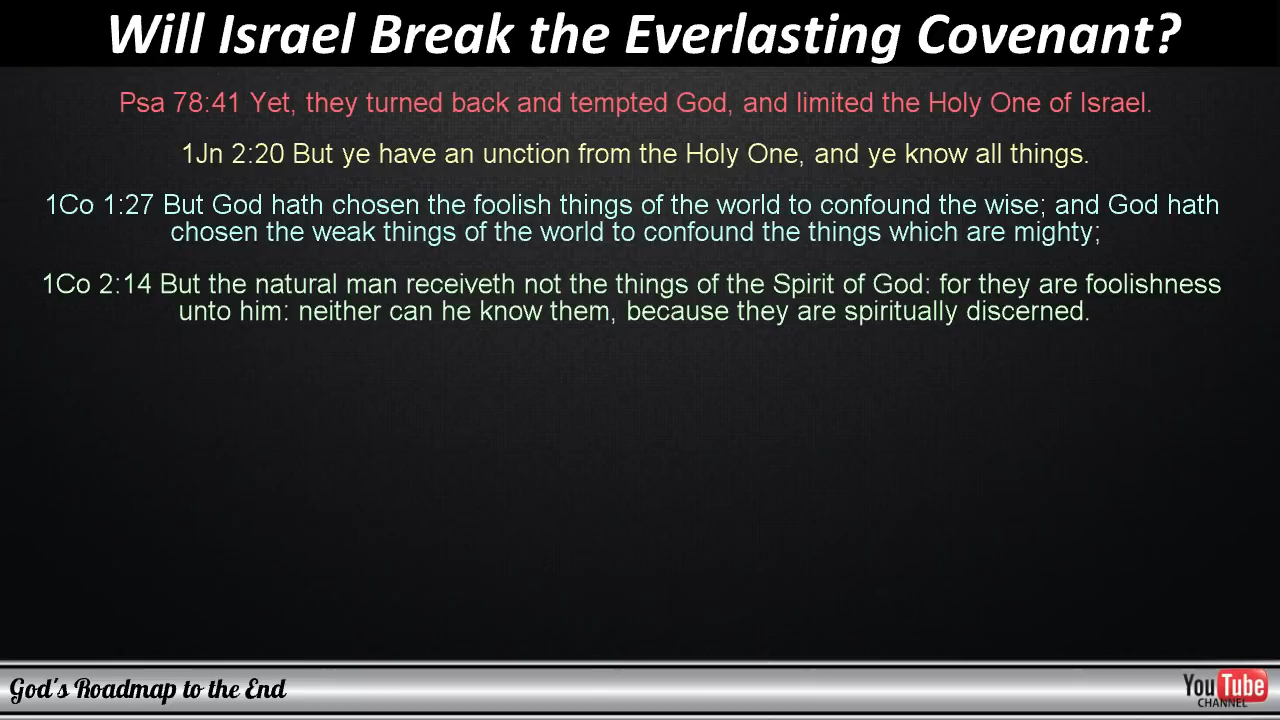 Will Israel Break the Everlasting Covenant?
Psa 78:41 Yet, they turned back and tempted God, and limited the Holy One of Israel.
1Jn 2:20 But ye have an unction from the Holy One, and ye know all things.
1Co 1:27 But God hath chosen the foolish things of the world to confound the wise; and God hath
chosen the weak things of the world to confound the things which are mighty;
1Co 2:14 But the natural man receiveth not the things of the Spirit of God: for they are foolishness
unto him: neither can he know them, because they are spiritually discerned.
God's Roadmap to the End
YouTube
CHANNEL